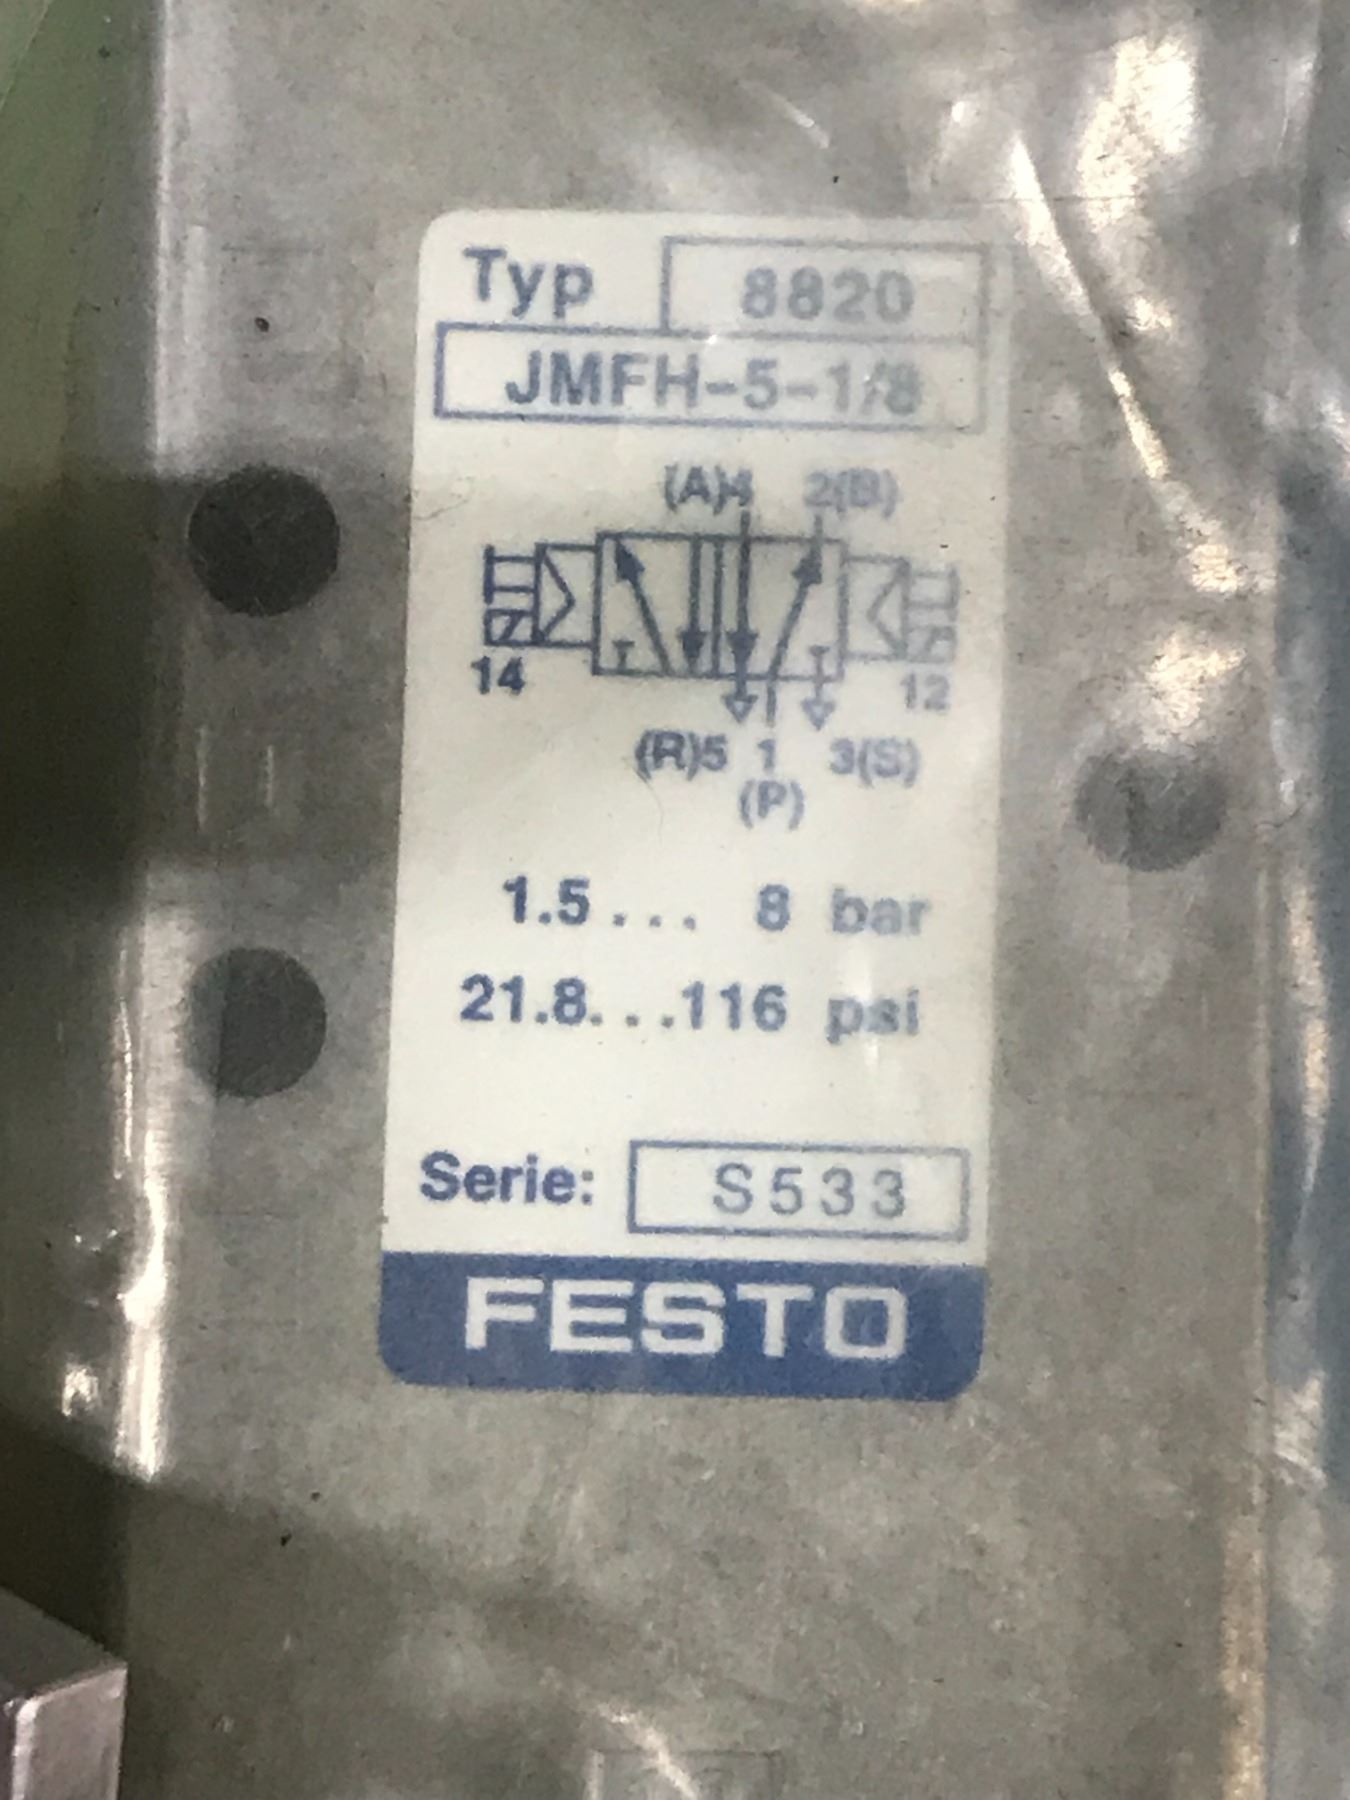 Typ 8820
JMFH-5-1/8
(A)4 2(B)
14 12
(R)5 1 3(S)
(P)
1.5... 8 bar
21.8...116 psi
Serie: S533
FESTO